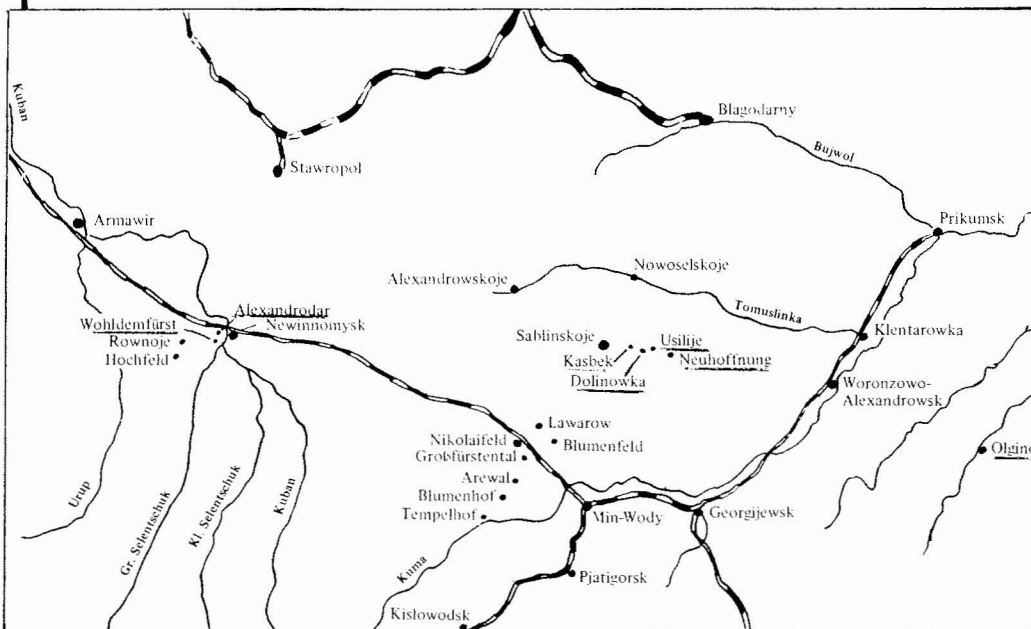 Kuban
Blagodarny
Bujwol
Stawropol
Armawir
Prikumsk
Nowoselskoje
Alexandrowskoje
Tomuslinka
Alexandrodar
Wohldemfürst
Newinnomysk
Rownoje
Hochfeld
Klentarowka
Sablinskoje
Usilije
Kasbek
Neuhoffnung
Dolinowka
Woronzowo-
Alexandrowsk
Lawarow
Nikolaifeld
Blumenfeld
Großfürstental
Olgino
Arewal
Blumenhof
Tempelhof
Urup
Gr. Selentschuk
Kl. Selentschuk
Kuban
Min-Wody
Georgijewsk
Kuma
Pjatigorsk
Kisłowodsk